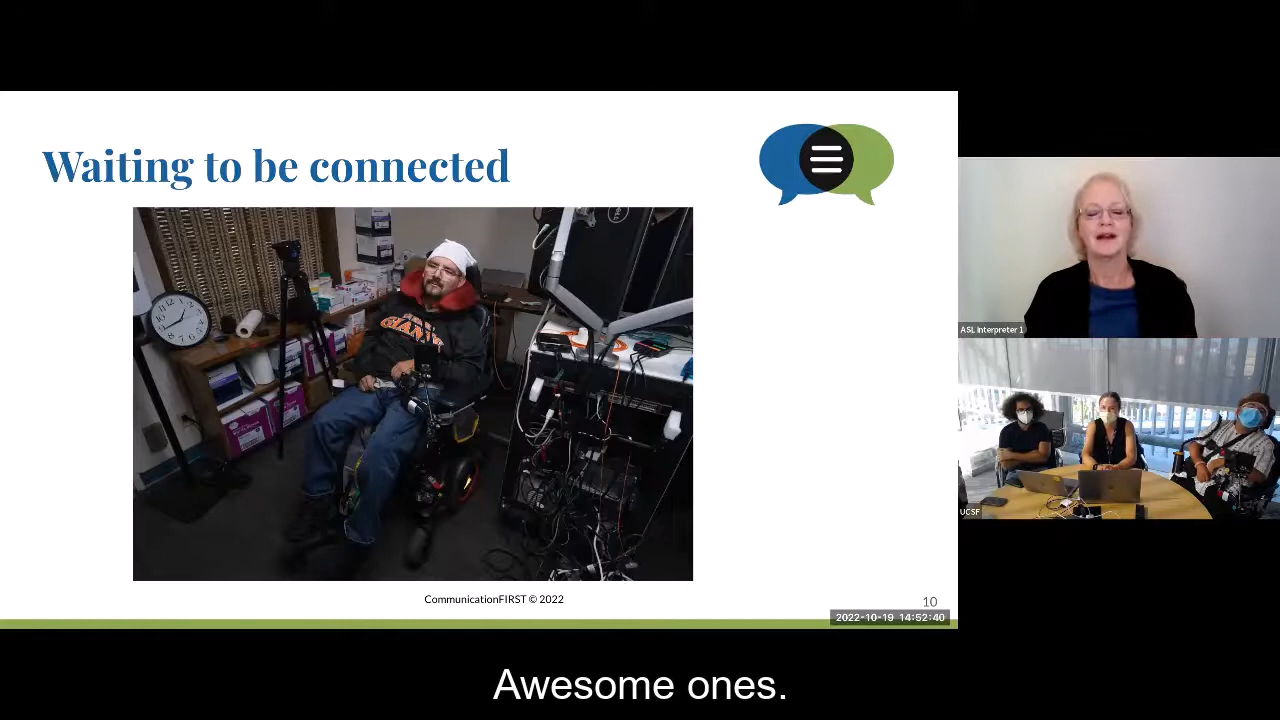 Waiting to be connected
GIANTS
CommunicationFIRST © 2022
10
2022-10-19 14:52:40
ASL Interpreter 1
UCSF
Awesome ones.